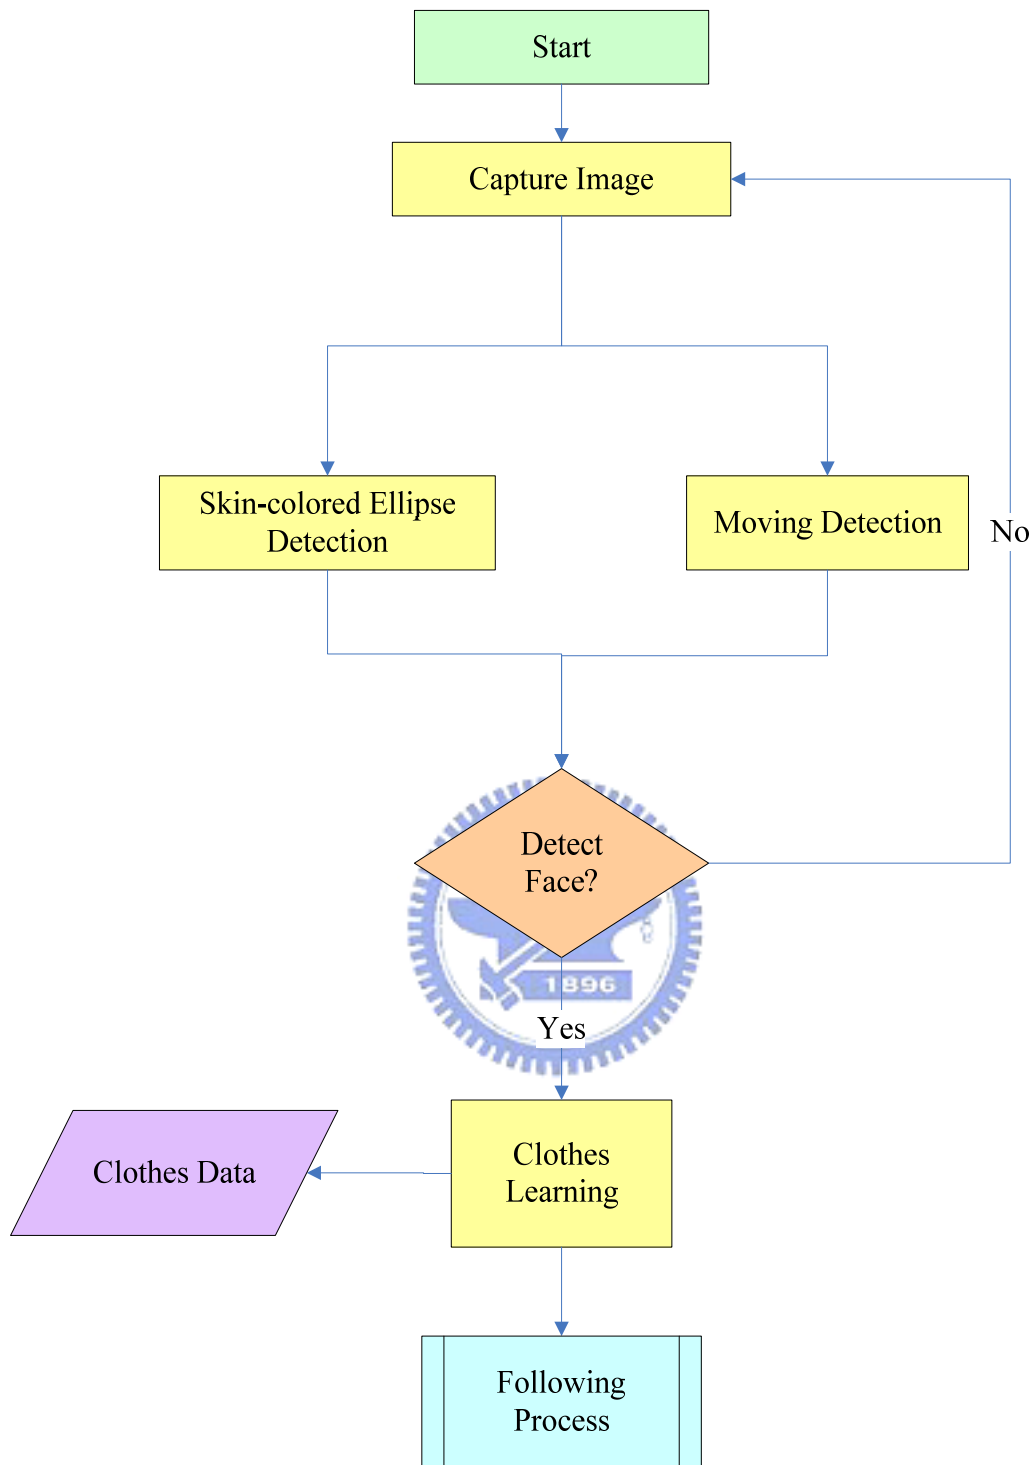 Start
Capture Image
Skin-colored Ellipse
Detection
Moving Detection
No
Detect
Face?
1896
Yes
Clothes
Learning
Clothes Data
Following
Process